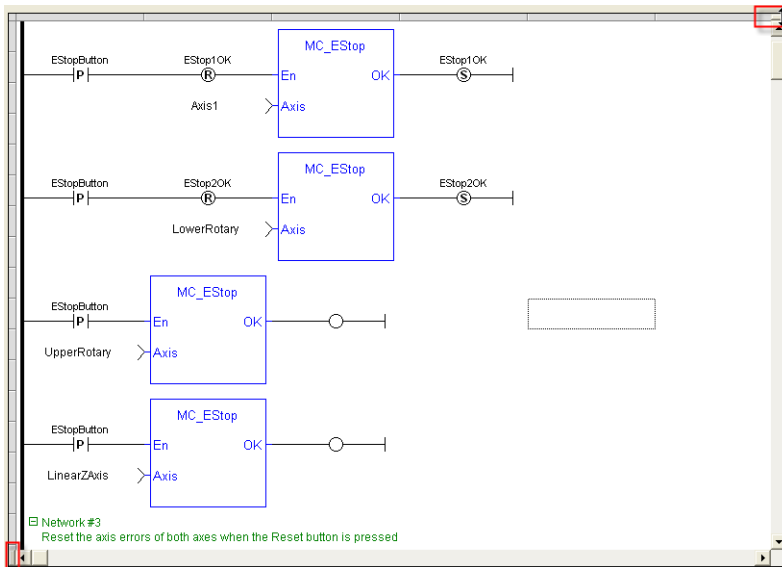 MC_EStop
EStopButton EStop1OK EStop1OK
P R En OK S
Axis1 Axis
MC_EStop
EStopButton EStop2OK EStop2OK
P R En OK S
LowerRotary Axis
MC_EStop
EStopButton
P En OK
UpperRotary Axis
MC_EStop
EStopButton
P En OK
LinearZAxis Axis
Network #3
Reset the axis errors of both axes when the Reset button is pressed